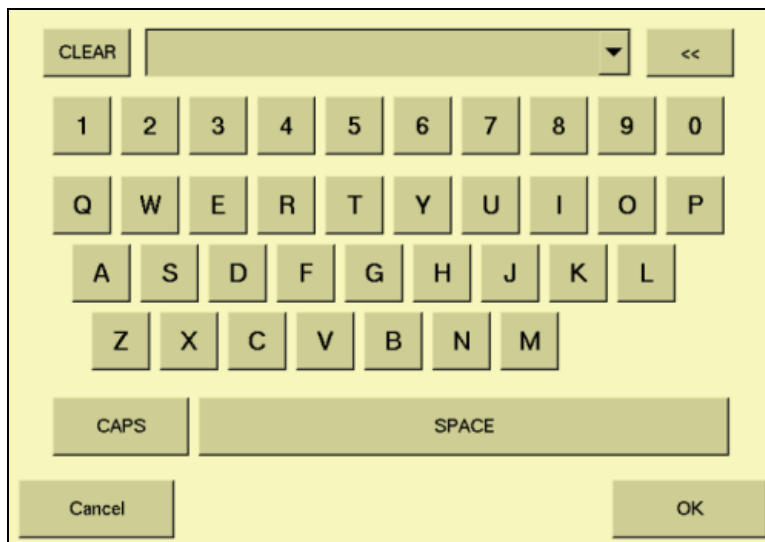 CLEAR <<
1 2 3 4 5 6 7 8 9 0
Q W E R T Y U I O P
A S D F G H J K L
Z X C V B N M
CAPS SPACE
Cancel OK